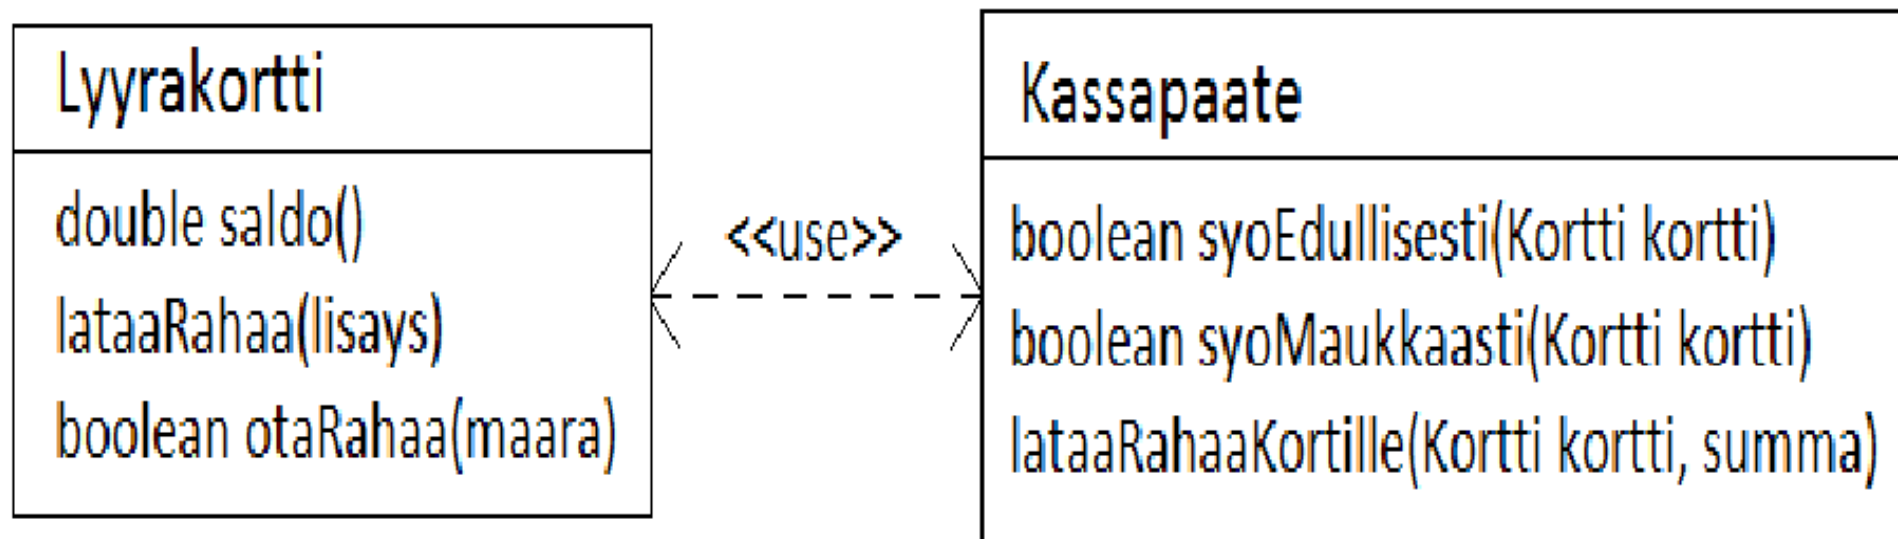 Lyyrakortti
double saldo()
lataaRahaa(lisays)
boolean otaRahaa(maara)
<<use>>
Kassapaate
boolean syoEdullisesti(Kortti kortti)
boolean syoMaukkaasti(Kortti kortti)
lataaRahaaKortille(Kortti kortti, summa)